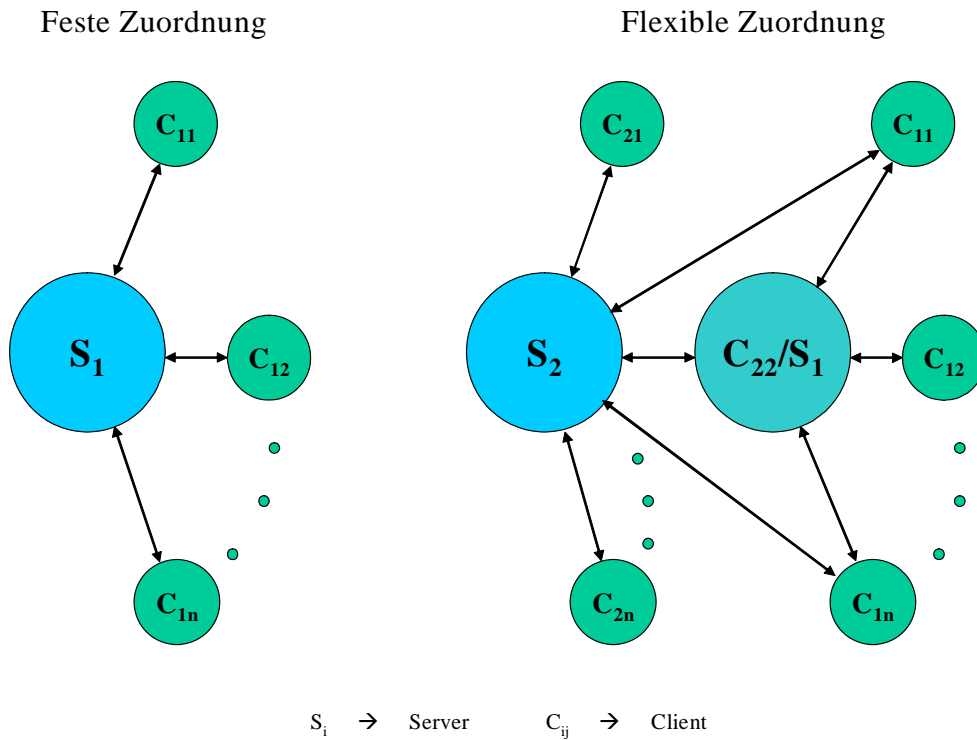 Feste Zuordnung
Flexible Zuordnung
C₁₁
S₁
C₁₂
C₁ₙ
C₂₁
C₁₁
S₂
C₂₂/S₁
C₁₂
C₂ₙ
C₁ₙ
Sᵢ → Server
Cᵢⱼ → Client